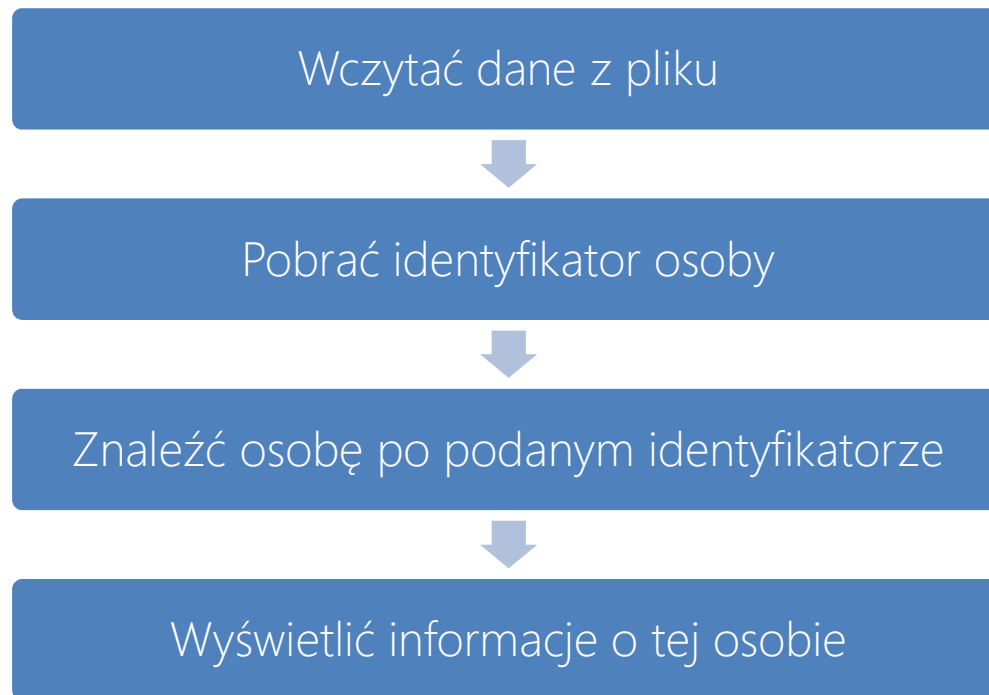 Wczytać dane z pliku
Pobrać identyfikator osoby
Znaleźć osobę po podanym identyfikatorze
Wyświetlić informacje o tej osobie